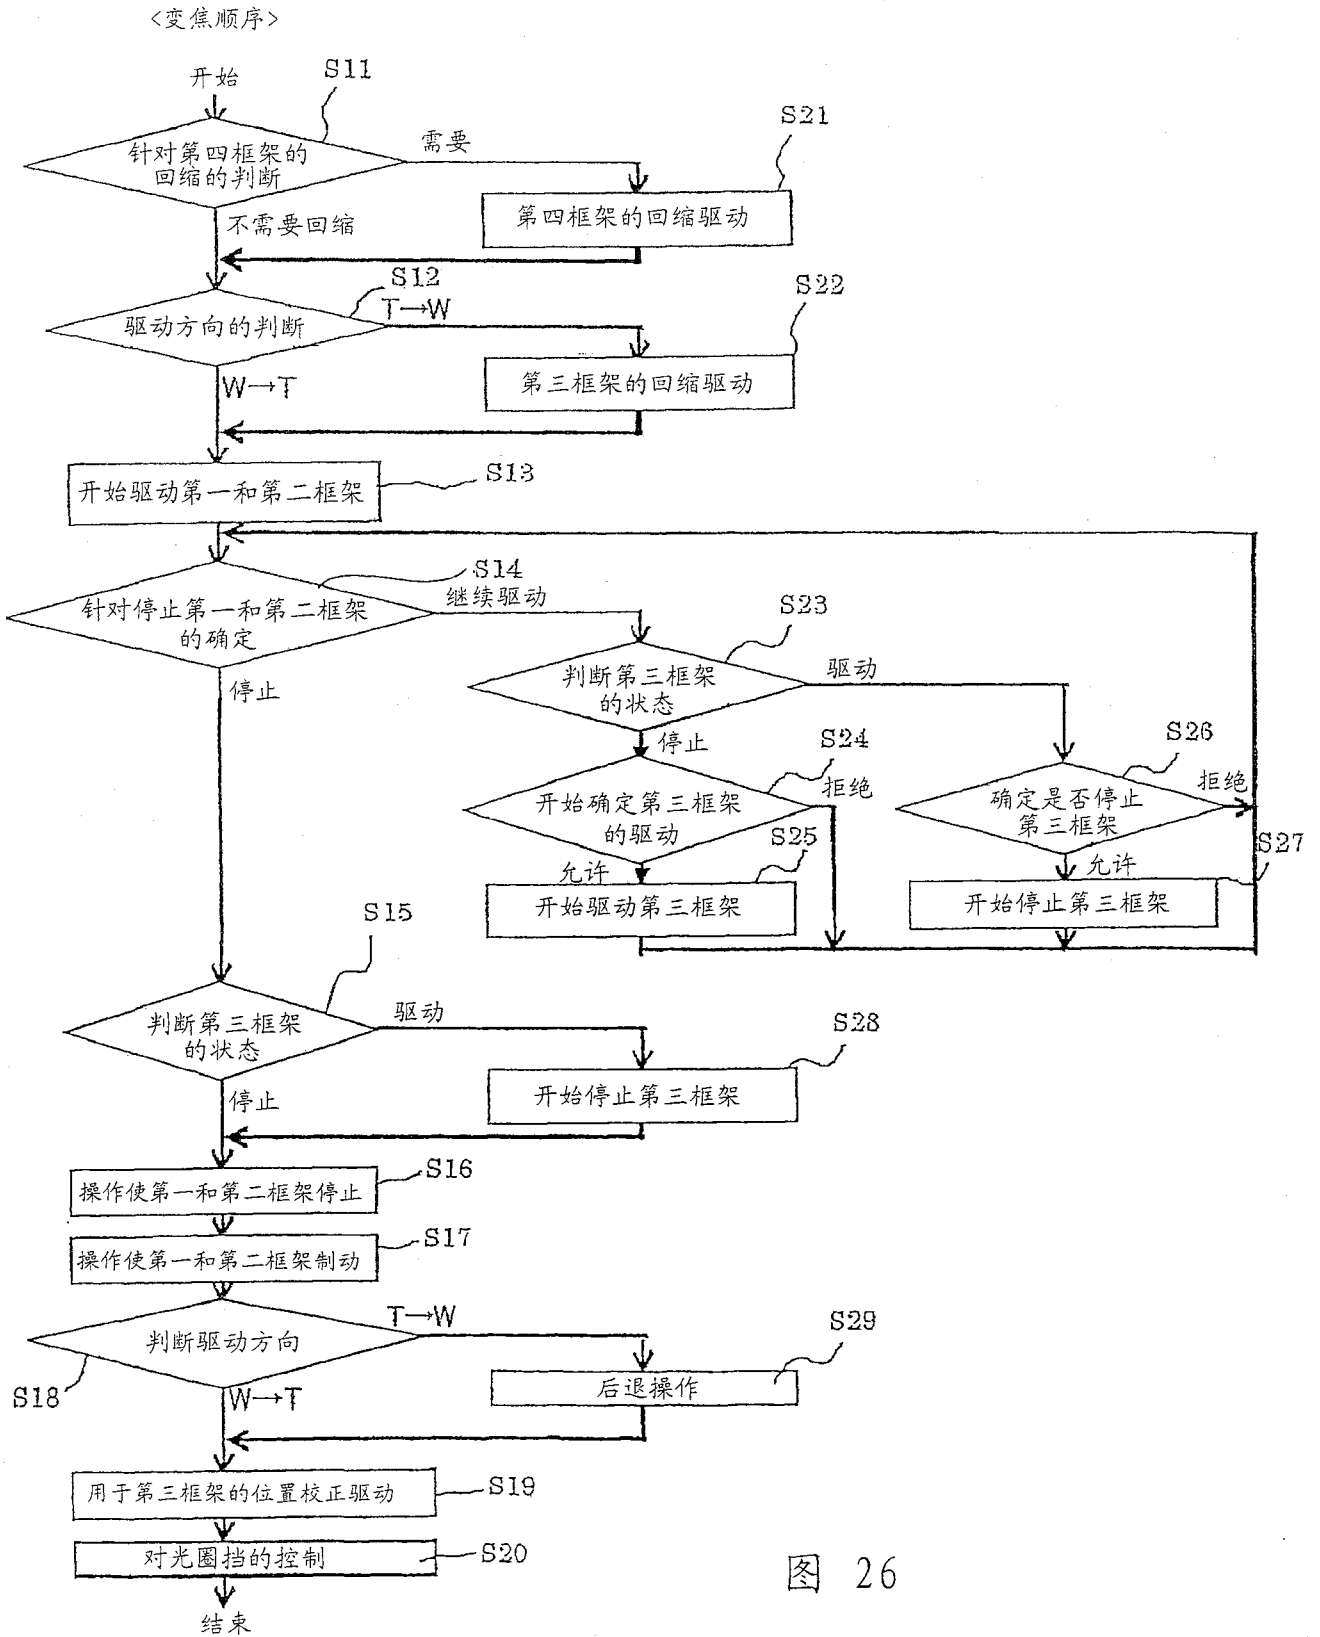 <变焦顺序>
开始
S11
针对第四框架的
回缩的判断
需要
S21
第四框架的回缩驱动
不需要回缩
S12
驱动方向的判断
T→W
S22
第三框架的回缩驱动
W→T
开始驱动第一和第二框架
S13
S14
针对停止第一和第二框架
的确定
继续驱动
S23
判断第三框架
的状态
驱动
停止
停止
S24
开始确定第三框架
的驱动
拒绝
S26
确定是否停止
第三框架
拒绝
允许
S25
开始驱动第三框架
允许
S27
开始停止第三框架
S15
判断第三框架
的状态
驱动
S28
开始停止第三框架
停止
操作使第一和第二框架停止
S16
操作使第一和第二框架制动
S17
判断驱动方向
S18
T→W
S29
后退操作
W→T
用于第三框架的位置校正驱动
S19
对光圈挡的控制
S20
结束
图 26